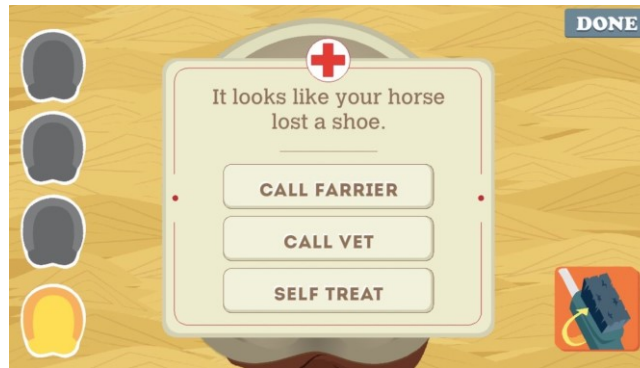 DONE
It looks like your horse
lost a shoe.
CALL FARRIER
CALL VET
SELF TREAT